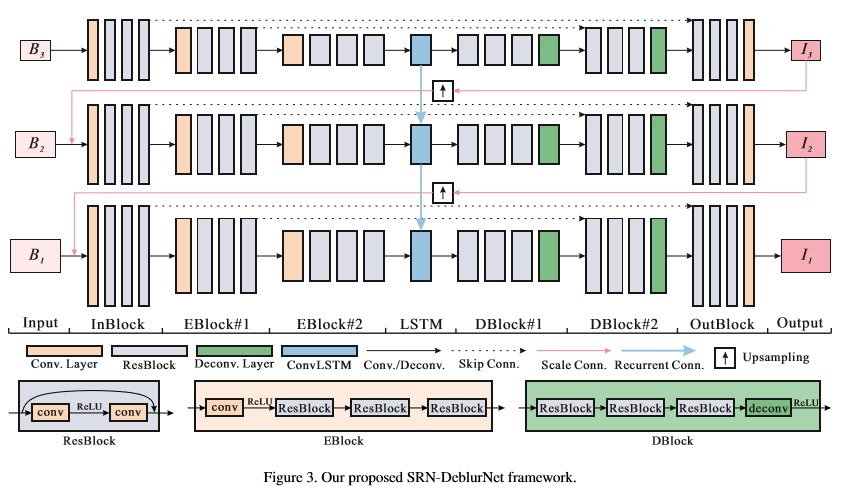 B3
I3
B2
I2
B1
I1
Input InBlock EBlock#1 EBlock#2 LSTM DBlock#1 DBlock#2 OutBlock Output
Conv. Layer ResBlock Deconv. Layer ConvLSTM Conv./Deconv. Skip Conn. Scale Conn. Recurrent Conn. Upsampling
conv ReLU conv
ResBlock
conv ReLU ResBlock ResBlock ResBlock
EBlock
ResBlock ResBlock ResBlock deconv ReLU
DBlock
Figure 3. Our proposed SRN-DeblurNet framework.